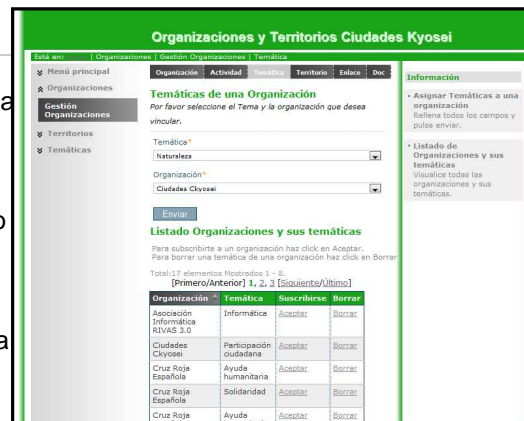 Organizaciones y Territorios Ciudades Kyosei
Está en: | Organizaciones | Gestión Organizaciones | Temática
Menú principal
Organizaciones
Gestión
Organizaciones
Territorios
Temáticas
Organización Actividad Temática Territorio Enlace Doc
Temáticas de una Organización
Por favor seleccione el Tema y la organización que desea
vincular.
Temática*
Naturaleza
Organización*
Ciudades Ckyosei
Enviar
Listado Organizaciones y sus temáticas
Para subscribirte a un organización haz click en Aceptar.
Para borrar una temática de una organización haz click en Borrar
Total:17 elementos Mostrados 1 - 8.
[Primero/Anterior] 1, 2, 3 [Siguiente/Último]
Organización Temática Suscribirse Borrar
Asociación
Informática
RIVAS 3.0
Informática Aceptar Borrar
Ciudades
Ckyosei
Participación
ciudadana
Aceptar Borrar
Cruz Roja
Española
Ayuda
humanitaria
Aceptar Borrar
Cruz Roja
Española
Solidaridad Aceptar Borrar
Cruz Roja
Ayuda
Aceptar Borrar
Información
Asignar Temáticas a una
organización
Rellena todos los campos y
pulsa enviar.
Listado de
Organizaciones y sus
temáticas
Visualice todas las
organizaciones y sus
temáticas.
a
o
a